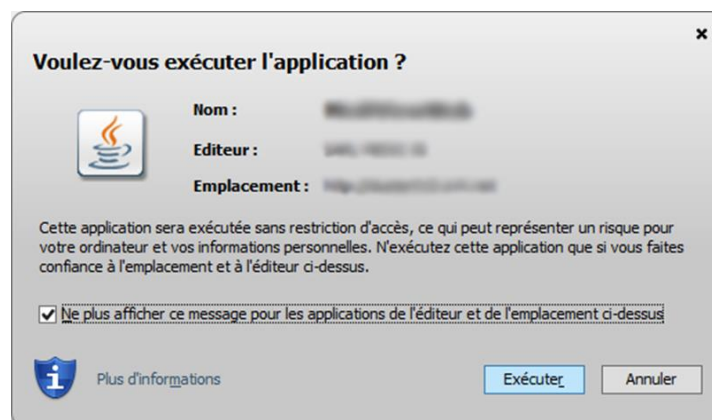 Voulez-vous exécuter l'application ?
Nom :
Editeur :
Emplacement :
Cette application sera exécutée sans restriction d'accès, ce qui peut représenter un risque pour
votre ordinateur et vos informations personnelles. N'exécutez cette application que si vous faites
confiance à l'emplacement et à l'éditeur ci-dessus.
Ne plus afficher ce message pour les applications de l'éditeur et de l'emplacement ci-dessus
Plus d'informations
Exécuter
Annuler